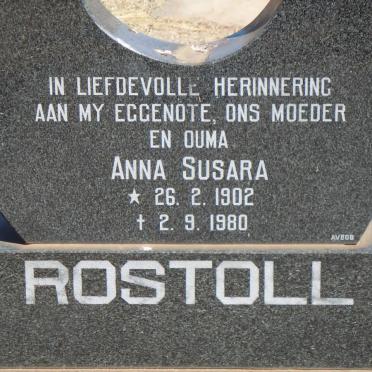 IN LIEFDEVOLLE HERINNERING
AAN MY EGGENOTE, ONS MOEDER
EN OUMA
ANNA SUSARA
★ 26. 2. 1902
† 2. 9. 1980
AVBOB
ROSTOLL